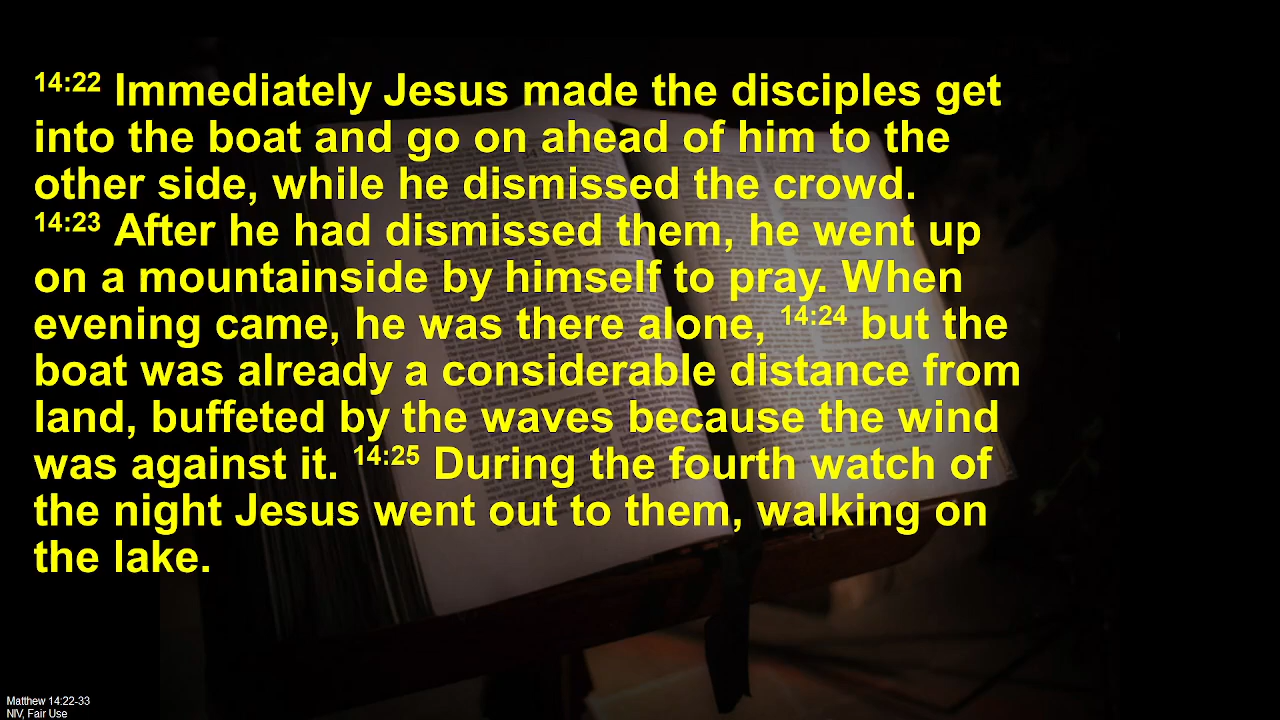 14:22 Immediately Jesus made the disciples get
into the boat and go on ahead of him to the
other side, while he dismissed the crowd.
14:23 After he had dismissed them, he went up
on a mountainside by himself to pray. When
evening came, he was there alone, 14:24 but the
boat was already a considerable distance from
land, buffeted by the waves because the wind
was against it. 14:25 During the fourth watch of
the night Jesus went out to them, walking on
the lake.
Matthew 14:22-33
NIV, Fair Use